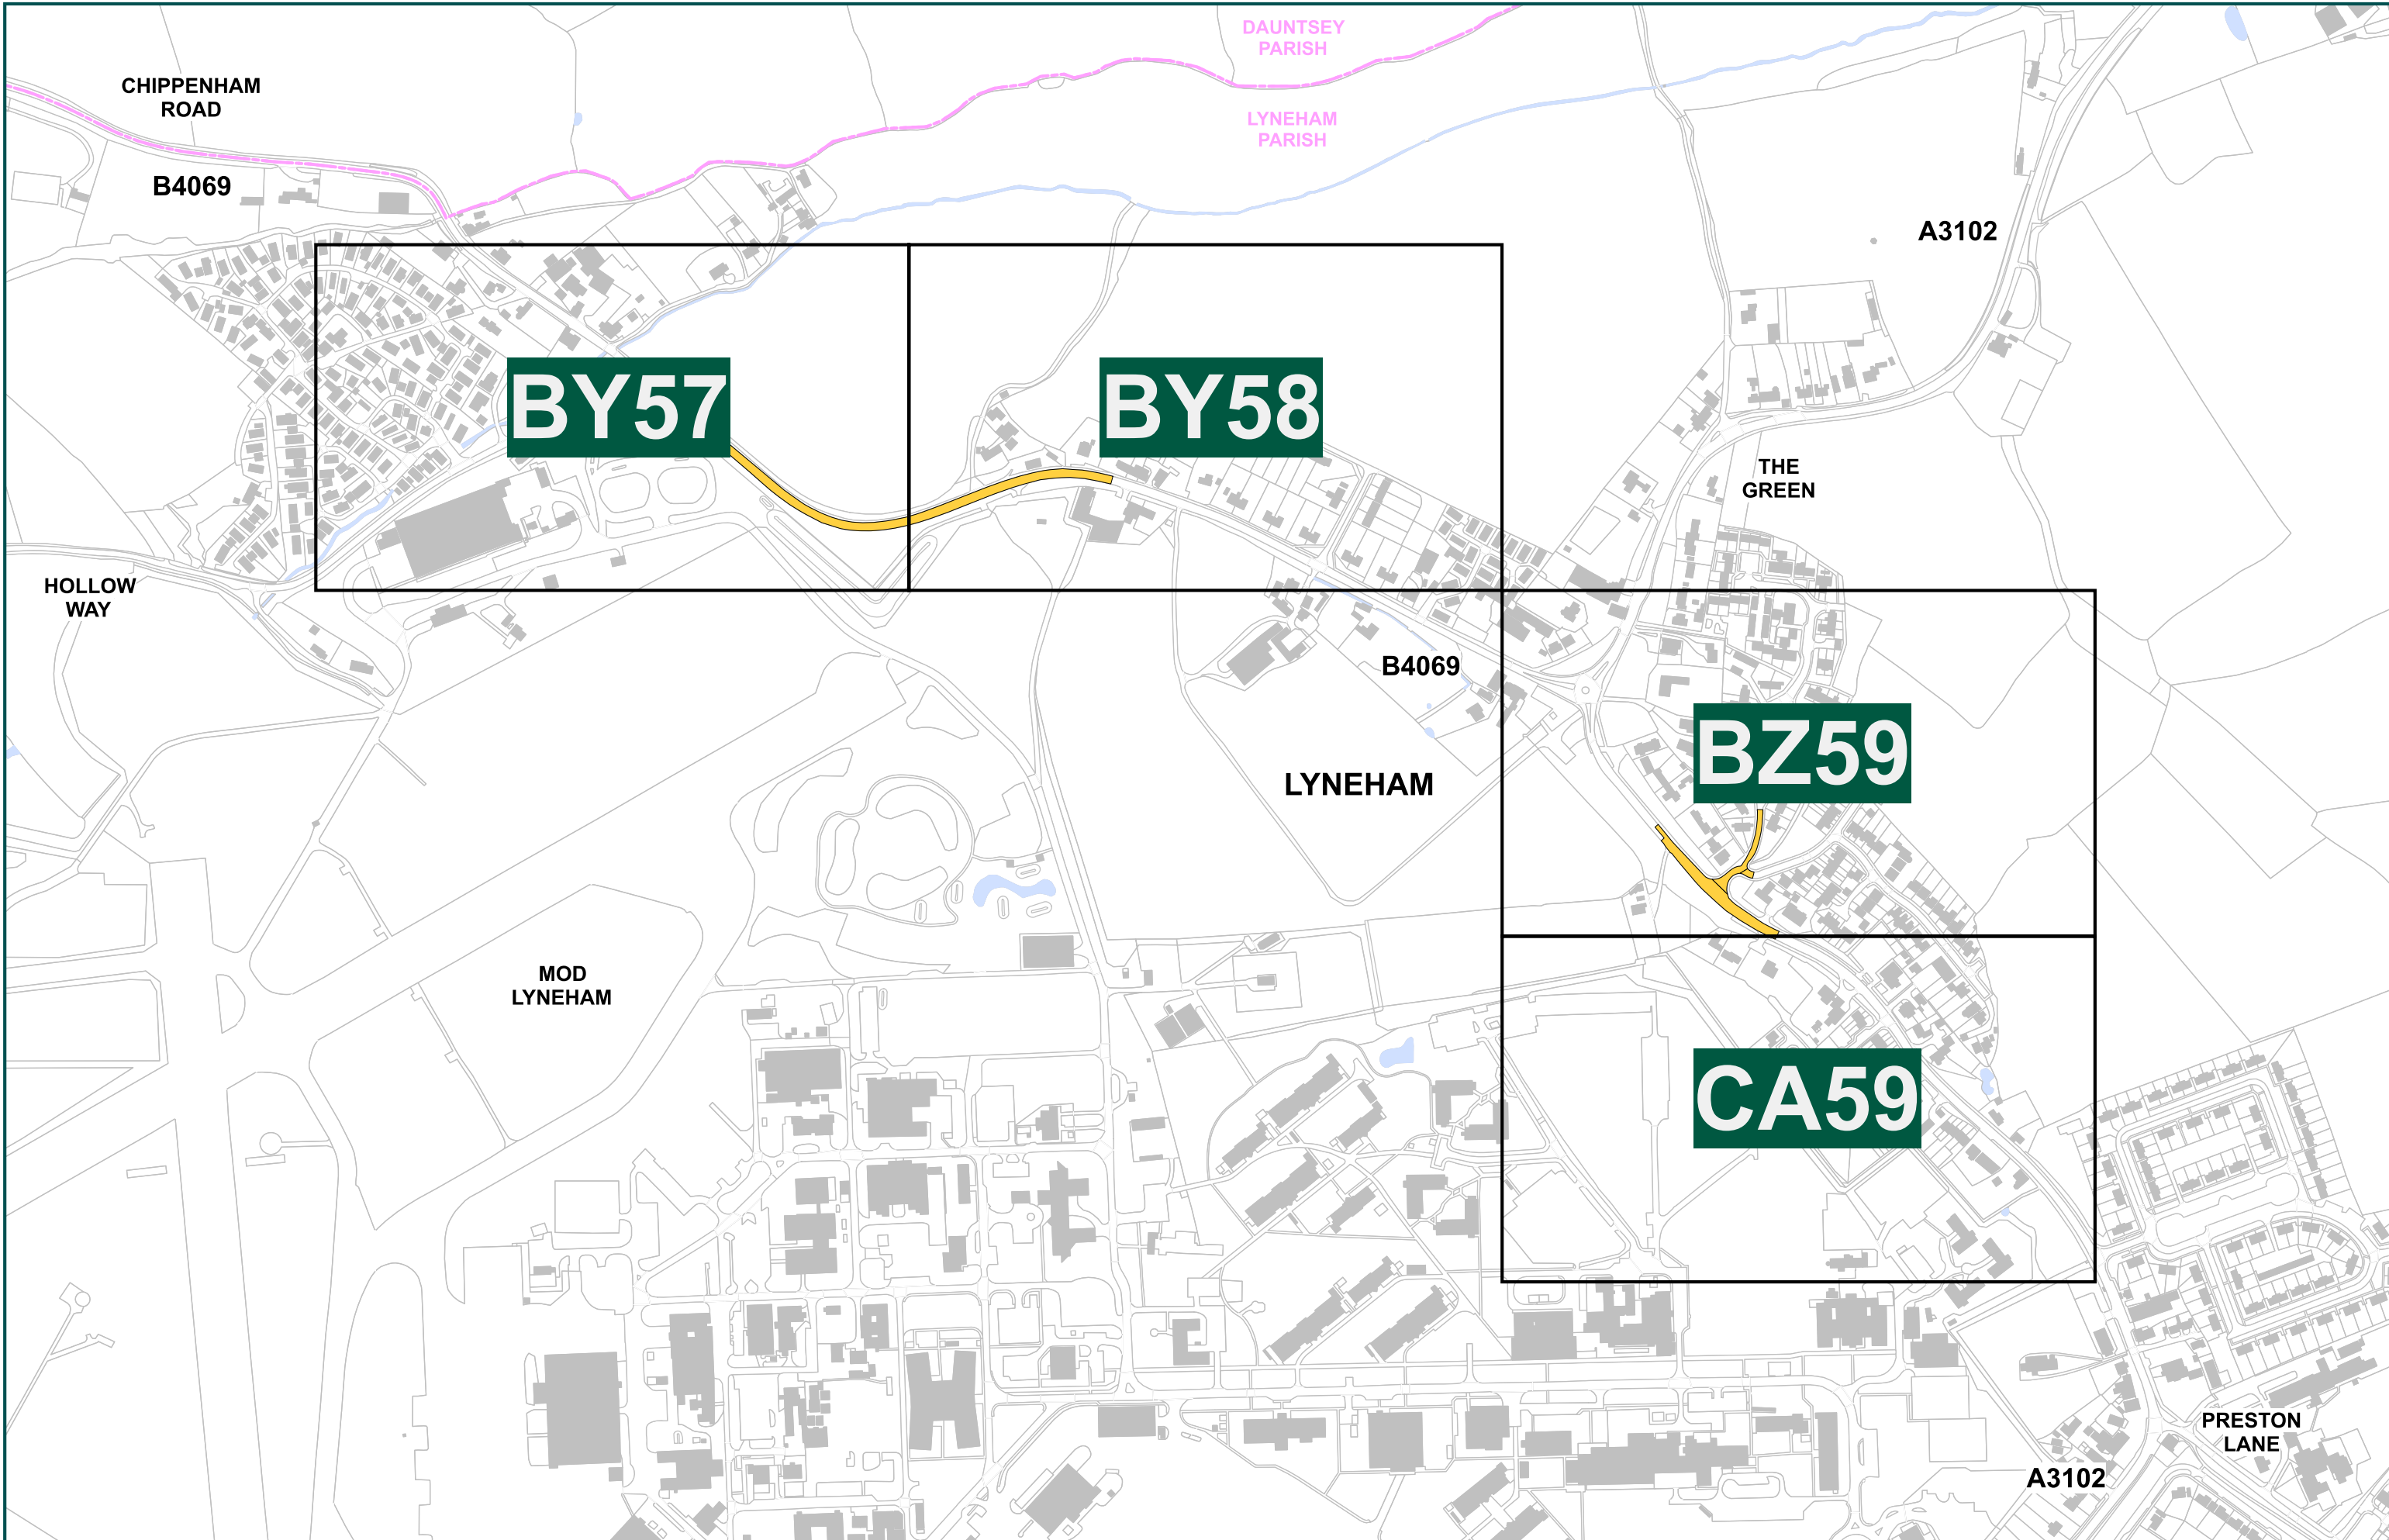 DAUNTSEY
PARISH
CHIPPENHAM
ROAD
LYNEHAM
PARISH
B4069
A3102
BY57
BY58
THE
GREEN
HOLLOW
WAY
B4069
BZ59
LYNEHAM
MOD
LYNEHAM
CA59
PRESTON
LANE
A3102